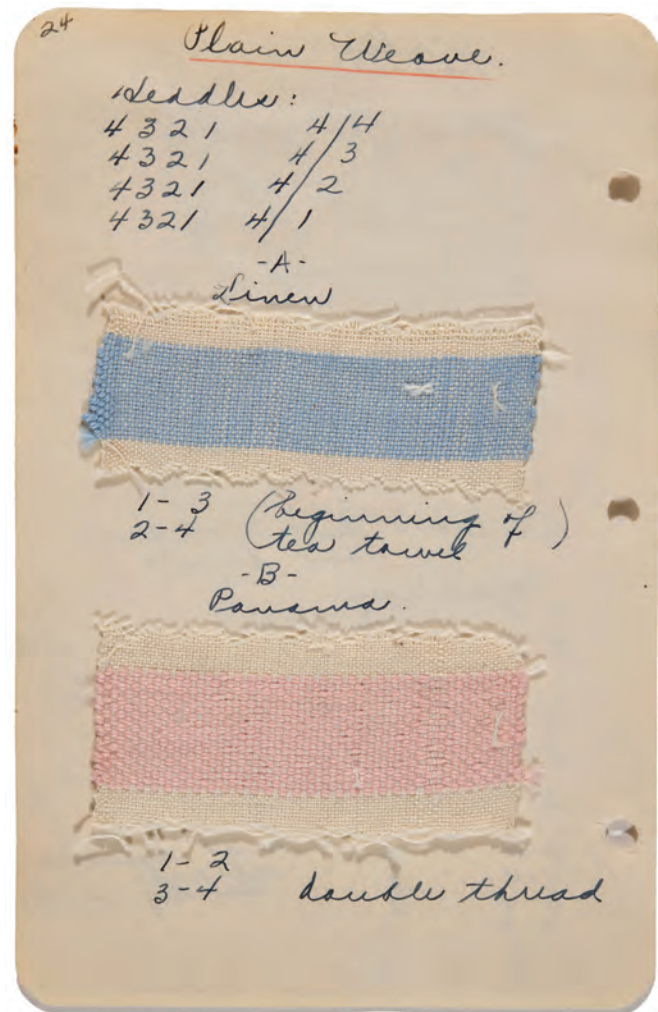 24
Plain Weave.
Heddles:
4 3 2 1 4/4
4 3 2 1 4/3
4 3 2 1 4/2
4 3 2 1 4/1
-A-
Linen
1-3 (beginning of
2-4 tea towel)
-B-
Panama.
1-2
3-4 double thread